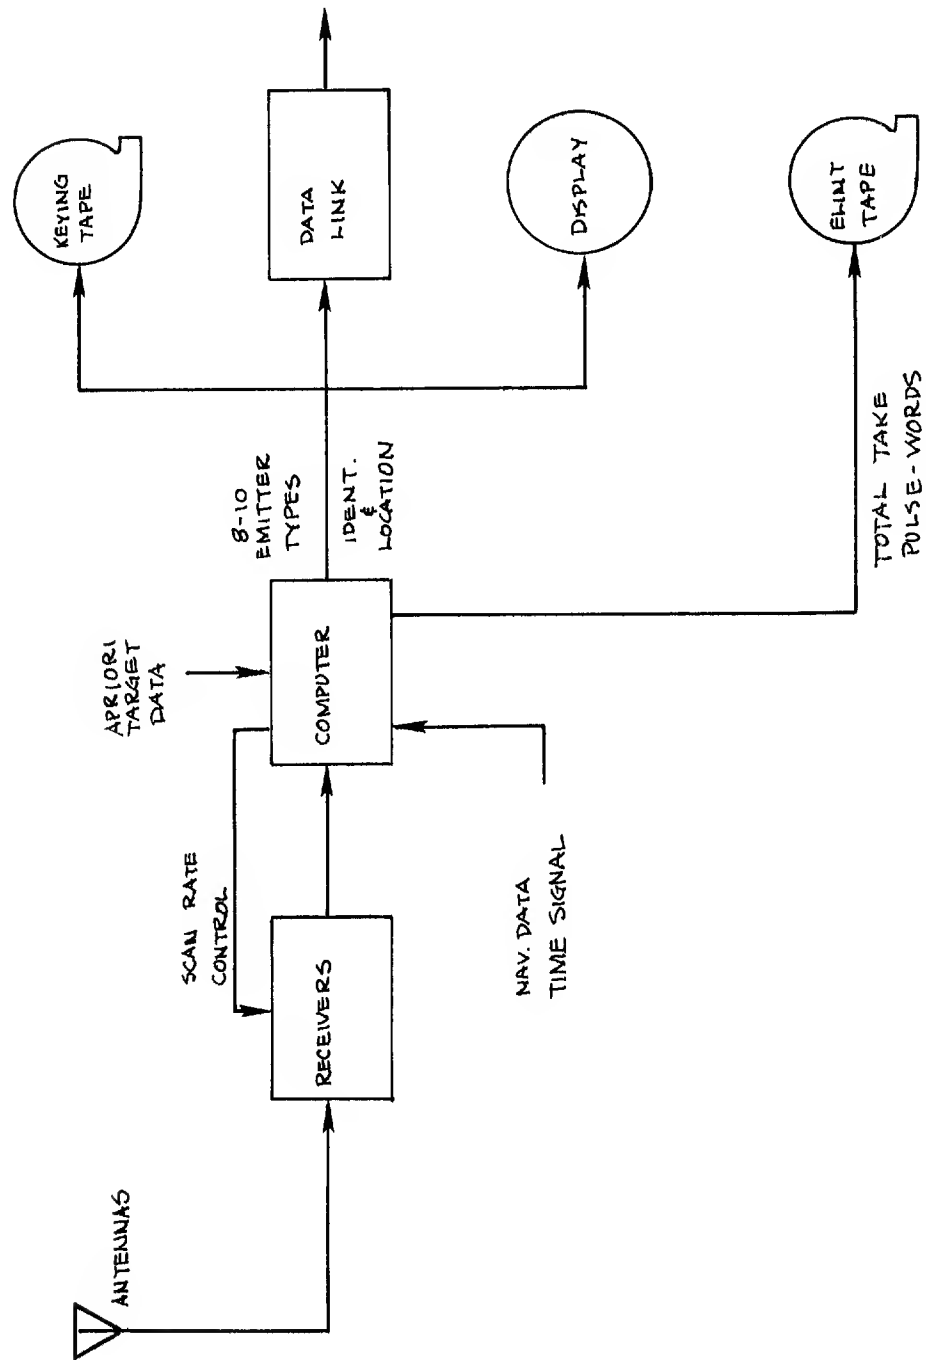 ANTENNAS
RECEIVERS
SCAN RATE
CONTROL
NAV. DATA
TIME SIGNAL
APRIORI
TARGET
DATA
COMPUTER
8-10
EMITTER
TYPES
IDENT.
&
LOCATION
TOTAL TAKE
PULSE-WORDS
KEYING
TAPE
DATA
LINK
DISPLAY
ELINT
TAPE